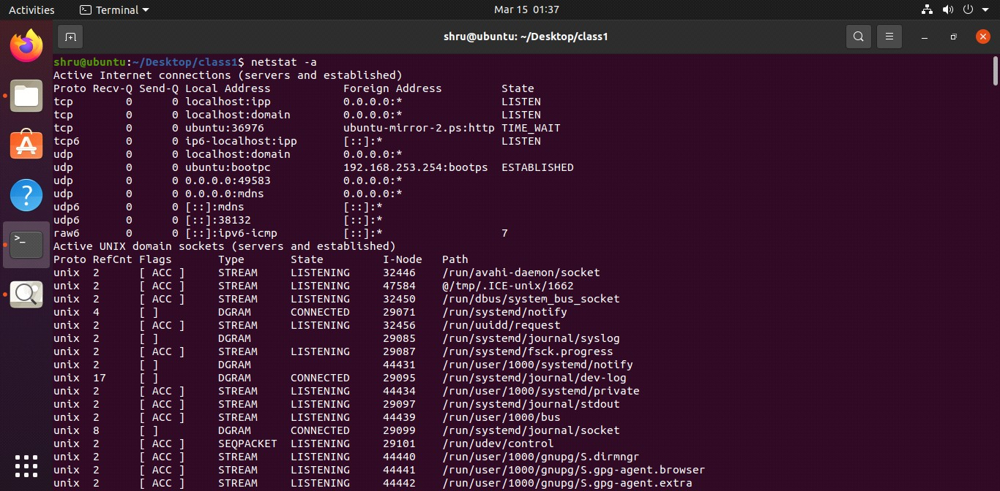 Activities Terminal Mar 15 01:37
shru@ubuntu: ~/Desktop/class1
shru@ubuntu:~/Desktop/class1$ netstat -a
Active Internet connections (servers and established)
Proto Recv-Q Send-Q Local Address           Foreign Address         State
tcp        0      0 localhost:ipp           0.0.0.0:*               LISTEN
tcp        0      0 localhost:domain        0.0.0.0:*               LISTEN
tcp        0      0 ubuntu:36976            ubuntu-mirror-2.ps:http TIME_WAIT
tcp6       0      0 ip6-localhost:ipp       [::]:*                  LISTEN
udp        0      0 localhost:domain        0.0.0.0:*
udp        0      0 ubuntu:bootpc           192.168.253.254:bootps  ESTABLISHED
udp        0      0 0.0.0.0:49583           0.0.0.0:*
udp        0      0 0.0.0.0:mdns            0.0.0.0:*
udp6       0      0 [::]:mdns               [::]:*
udp6       0      0 [::]:38132              [::]:*
raw6       0      0 [::]:ipv6-icmp          [::]:*                  7
Active UNIX domain sockets (servers and established)
Proto RefCnt Flags       Type       State         I-Node   Path
unix  2      [ ACC ]     STREAM     LISTENING     32446    /run/avahi-daemon/socket
unix  2      [ ACC ]     STREAM     LISTENING     47584    @/tmp/.ICE-unix/1662
unix  2      [ ACC ]     STREAM     LISTENING     32450    /run/dbus/system_bus_socket
unix  4      [ ]         DGRAM      CONNECTED     29071    /run/systemd/notify
unix  2      [ ACC ]     STREAM     LISTENING     32456    /run/uuidd/request
unix  2      [ ]         DGRAM                    29085    /run/systemd/journal/syslog
unix  2      [ ACC ]     STREAM     LISTENING     29087    /run/systemd/fsck.progress
unix  2      [ ]         DGRAM                    44431    /run/user/1000/systemd/notify
unix  17     [ ]         DGRAM      CONNECTED     29095    /run/systemd/journal/dev-log
unix  2      [ ACC ]     STREAM     LISTENING     44434    /run/user/1000/systemd/private
unix  2      [ ACC ]     STREAM     LISTENING     29097    /run/systemd/journal/stdout
unix  2      [ ACC ]     STREAM     LISTENING     44439    /run/user/1000/bus
unix  8      [ ]         DGRAM      CONNECTED     29099    /run/systemd/journal/socket
unix  2      [ ACC ]     SEQPACKET  LISTENING     29101    /run/udev/control
unix  2      [ ACC ]     STREAM     LISTENING     44440    /run/user/1000/gnupg/S.dirmngr
unix  2      [ ACC ]     STREAM     LISTENING     44441    /run/user/1000/gnupg/S.gpg-agent.browser
unix  2      [ ACC ]     STREAM     LISTENING     44442    /run/user/1000/gnupg/S.gpg-agent.extra